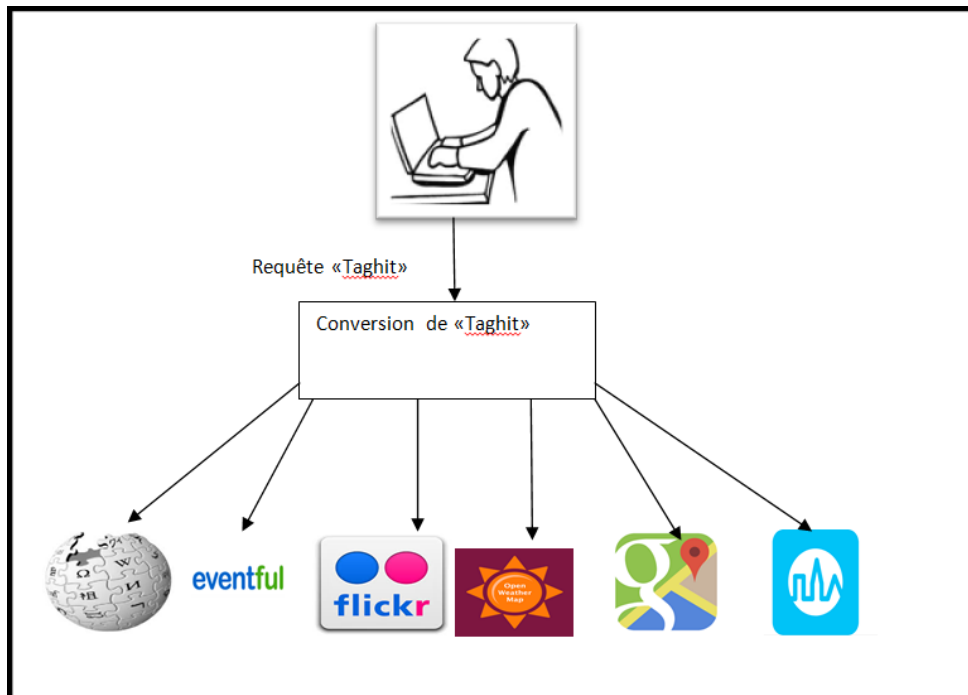 Requête «Taghit»
Conversion de «Taghit»
W
Ω
И
eventful
flickr
Open
Weather
Map
g